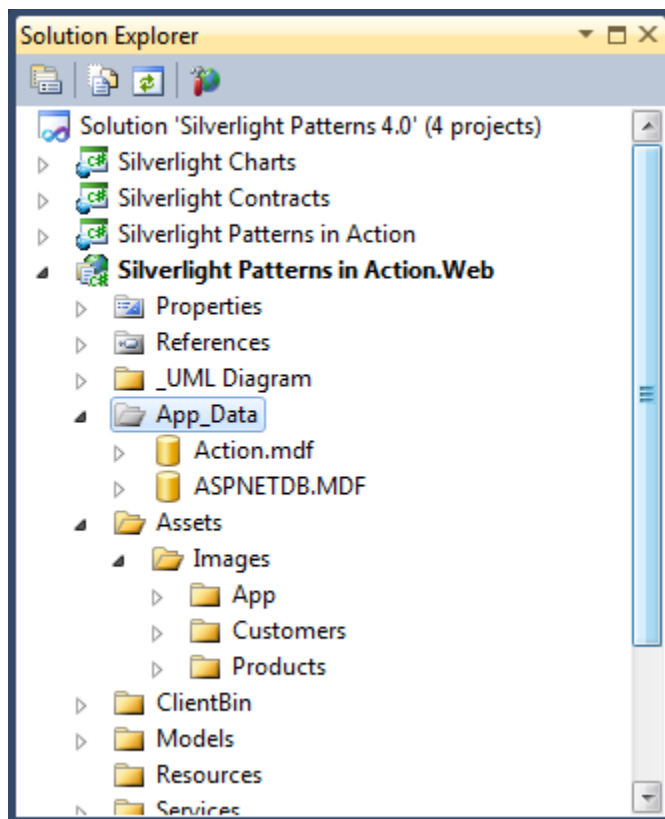 Solution Explorer
Solution 'Silverlight Patterns 4.0' (4 projects)
Silverlight Charts
Silverlight Contracts
Silverlight Patterns in Action
Silverlight Patterns in Action.Web
Properties
References
_UML Diagram
App_Data
Action.mdf
ASPNETDB.MDF
Assets
Images
App
Customers
Products
ClientBin
Models
Resources
Services